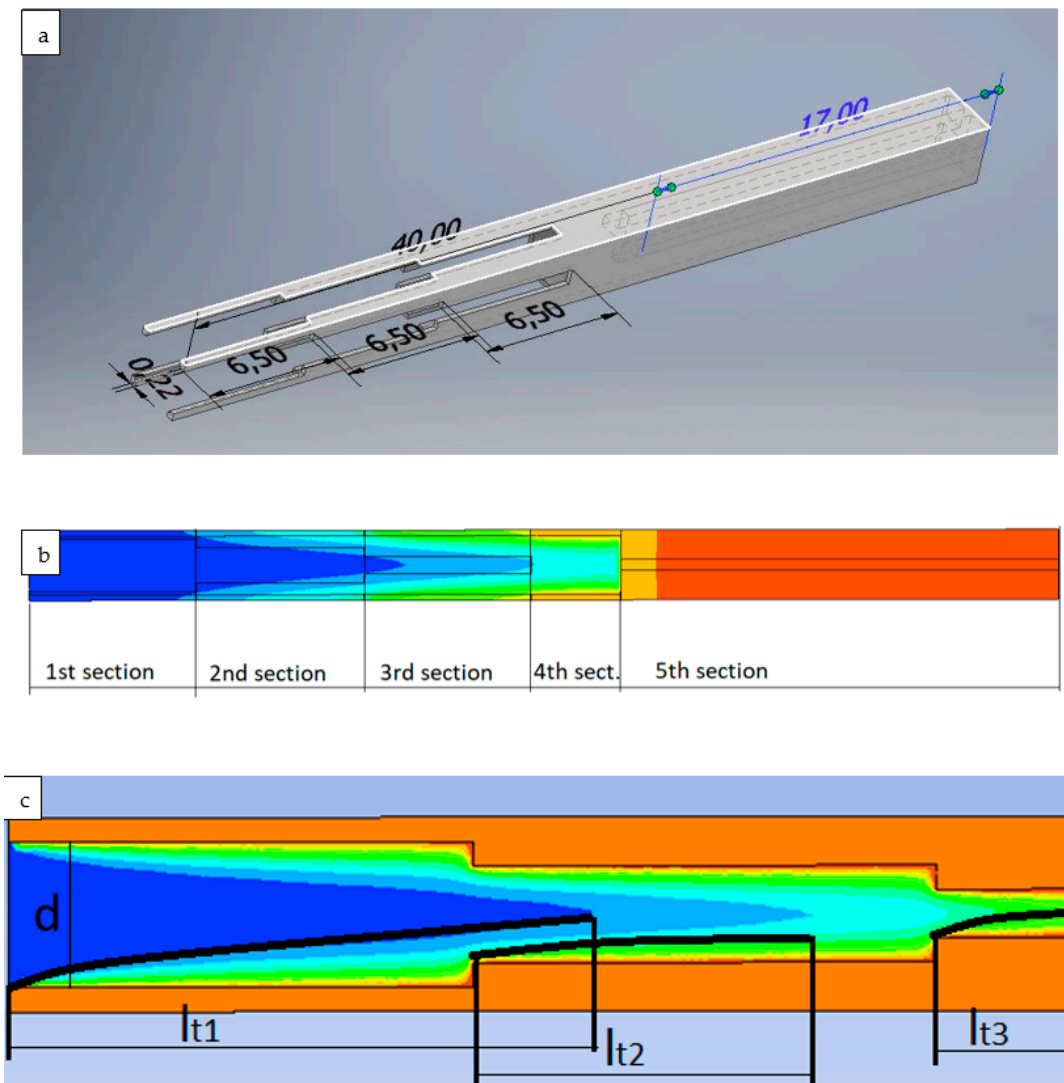 a
17,00
40,00
6,50
6,50
6,50
0,22
b
1st section
2nd section
3rd section
4th sect.
5th section
c
d
lt1
lt2
lt3